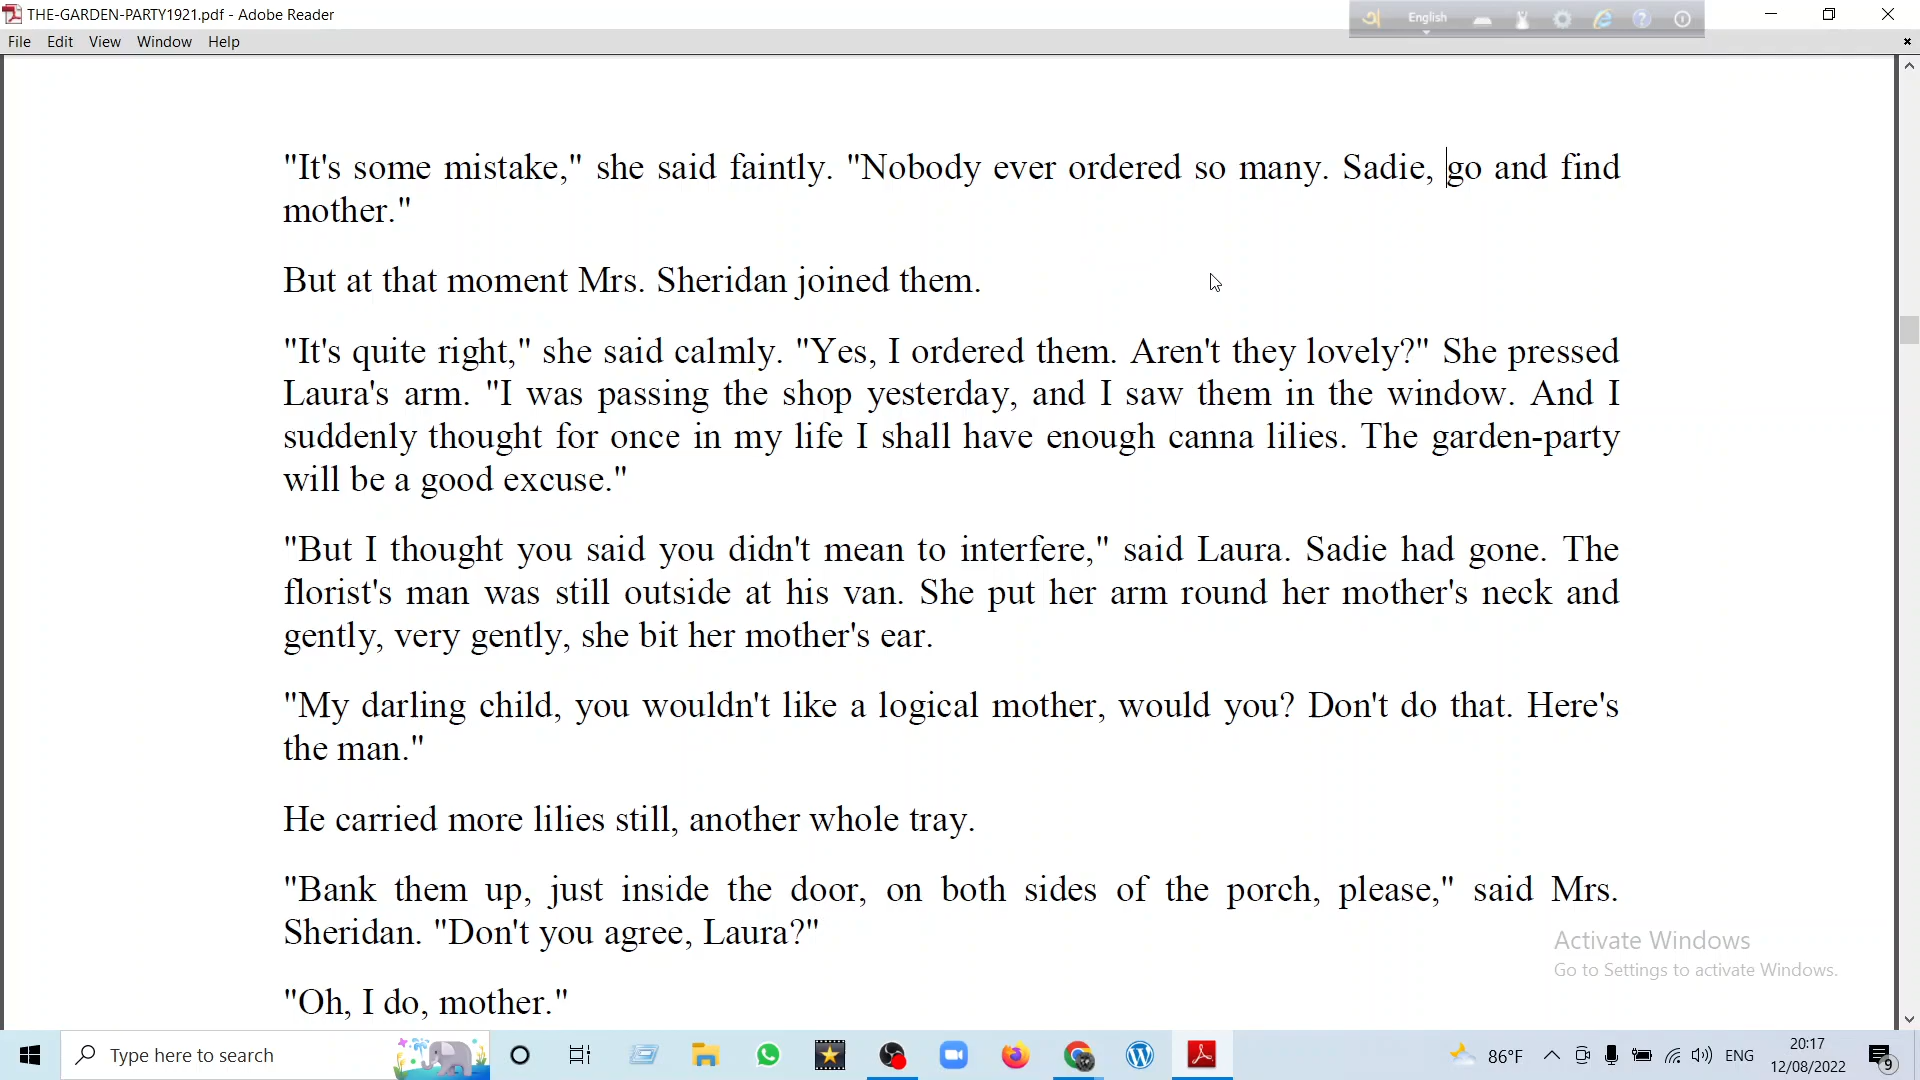 THE-GARDEN-PARTY1921.pdf - Adobe Reader
English
File Edit View Window Help
"It's some mistake," she said faintly. "Nobody ever ordered so many. Sadie, go and find
mother."
But at that moment Mrs. Sheridan joined them.
"It's quite right," she said calmly. "Yes, I ordered them. Aren't they lovely?" She pressed
Laura's arm. "I was passing the shop yesterday, and I saw them in the window. And I
suddenly thought for once in my life I shall have enough canna lilies. The garden-party
will be a good excuse."
"But I thought you said you didn't mean to interfere," said Laura. Sadie had gone. The
florist's man was still outside at his van. She put her arm round her mother's neck and
gently, very gently, she bit her mother's ear.
"My darling child, you wouldn't like a logical mother, would you? Don't do that. Here's
the man."
He carried more lilies still, another whole tray.
"Bank them up, just inside the door, on both sides of the porch, please," said Mrs.
Sheridan. "Don't you agree, Laura?"
"Oh, I do, mother."
Activate Windows
Go to Settings to activate Windows.
Type here to search
86°F
ENG
20:17
12/08/2022
9